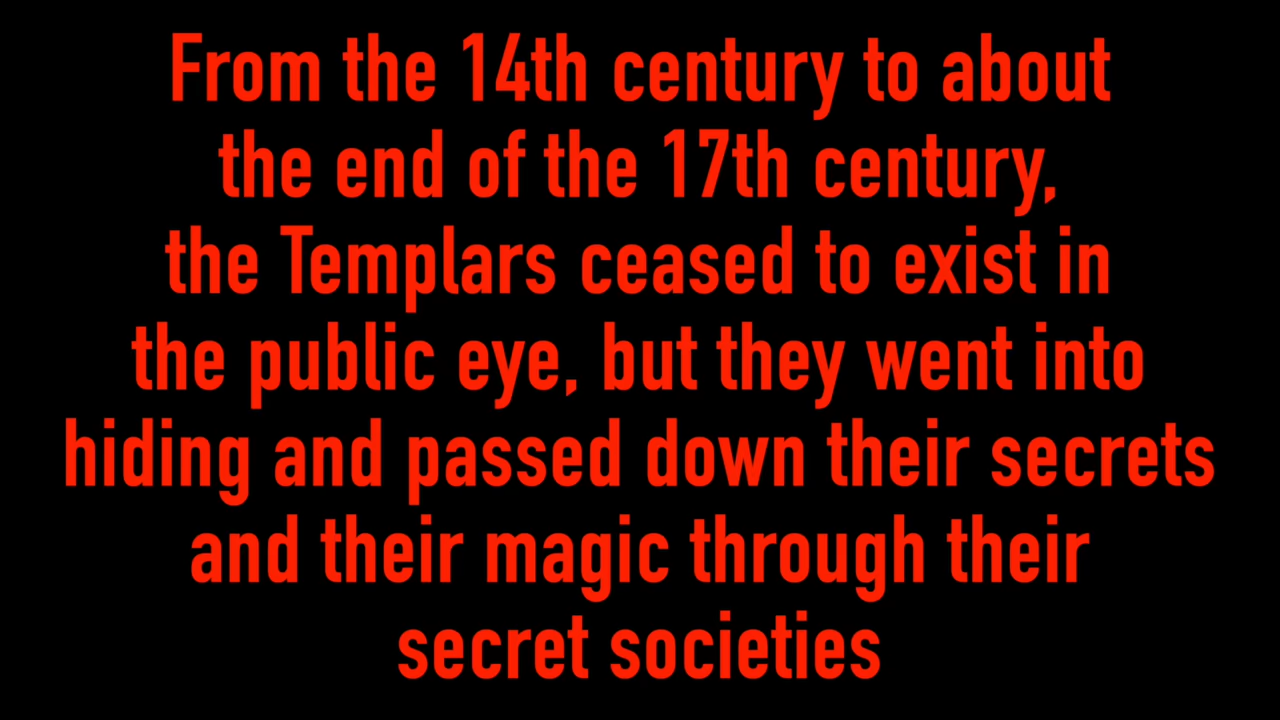 From the 14th century to about
the end of the 17th century,
the Templars ceased to exist in
the public eye, but they went into
hiding and passed down their secrets
and their magic through their
secret societies